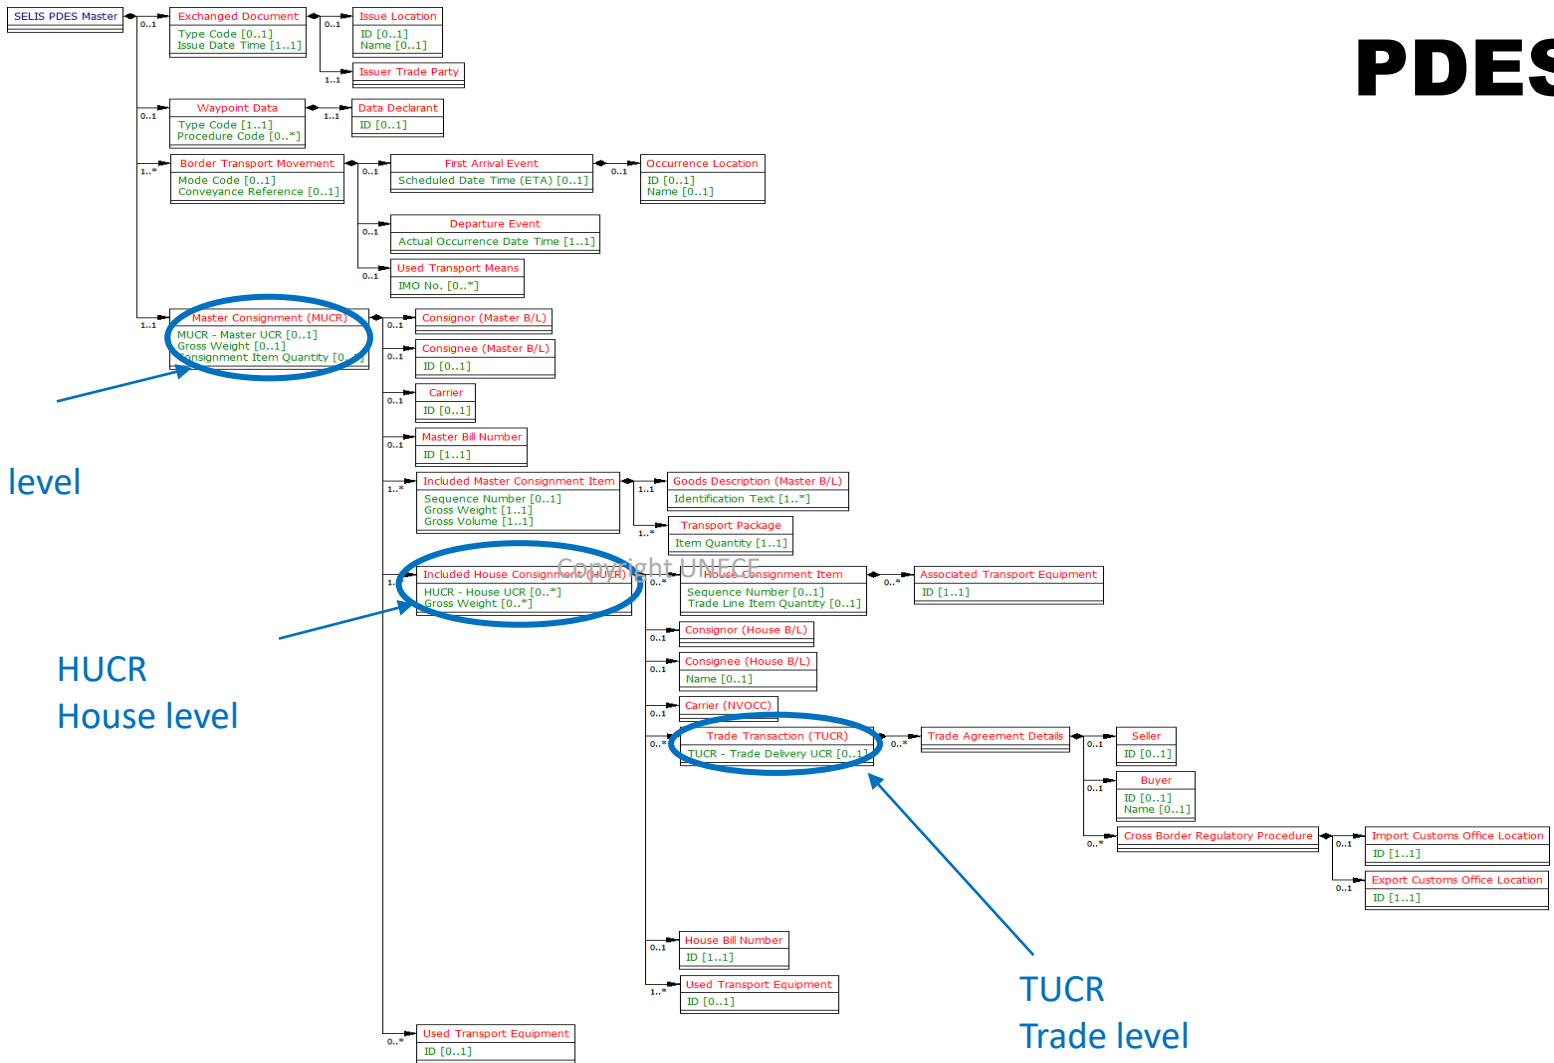 SELIS PDES Master
0..1
Exchanged Document
Type Code [0..1]
Issue Date Time [1..1]
0..1
Issue Location
ID [0..1]
Name [0..1]
1..1
Issuer Trade Party
PDES
0..1
Waypoint Data
Type Code [1..1]
Procedure Code [0..*]
1..1
Data Declarant
ID [0..1]
1..*
Border Transport Movement
Mode Code [0..1]
Conveyance Reference [0..1]
0..1
First Arrival Event
Scheduled Date Time (ETA) [0..1]
0..1
Occurrence Location
ID [0..1]
Name [0..1]
0..1
Departure Event
Actual Occurrence Date Time [1..1]
0..1
Used Transport Means
IMO No. [0..*]
1..1
Master Consignment (MUCR)
MUCR - Master UCR [0..1]
Gross Weight [0..1]
Consignment Item Quantity [0..
0..1
Consignor (Master B/L)
0..1
Consignee (Master B/L)
ID [0..1]
0..1
Carrier
ID [0..1]
0..1
Master Bill Number
ID [1..1]
level
1..*
Included Master Consignment Item
Sequence Number [0..1]
Gross Weight [1..1]
Gross Volume [1..1]
1..1
Goods Description (Master B/L)
Identification Text [1..*]
1..*
Transport Package
Item Quantity [1..1]
Copyright UNECE
1..
Included House Consignment (HUCR)
HUCR - House UCR [0..*]
Gross Weight [0..*]
0..*
House Consignment Item
Sequence Number [0..1]
Trade Line Item Quantity [0..1]
0..*
Associated Transport Equipment
ID [1..1]
0..1
Consignor (House B/L)
HUCR
House level
0..1
Consignee (House B/L)
Name [0..1]
0..1
Carrier (NVOCC)
0..*
Trade Transaction (TUCR)
TUCR - Trade Delivery UCR [0..1]
0..*
Trade Agreement Details
0..1
Seller
ID [0..1]
0..1
Buyer
ID [0..1]
Name [0..1]
0..*
Cross Border Regulatory Procedure
0..1
Import Customs Office Location
ID [1..1]
0..1
Export Customs Office Location
ID [1..1]
0..1
House Bill Number
ID [1..1]
1..*
Used Transport Equipment
ID [0..1]
TUCR
Trade level
0..*
Used Transport Equipment
ID [0..1]